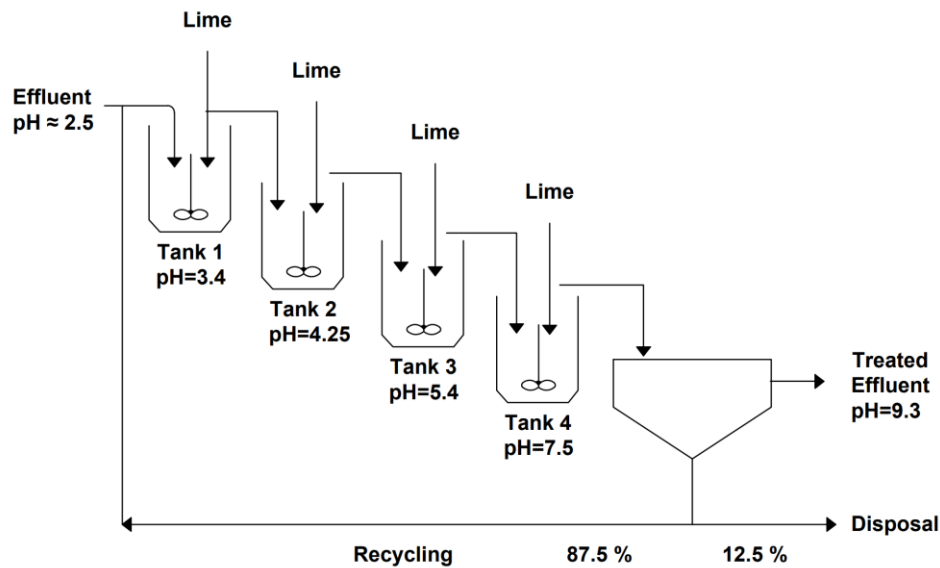 Lime
Lime
Effluent
pH ≈ 2.5
Lime
Lime
Tank 1
pH=3.4
Tank 2
pH=4.25
Tank 3
pH=5.4
Tank 4
pH=7.5
Treated
Effluent
pH=9.3
Disposal
Recycling 87.5 % 12.5 %